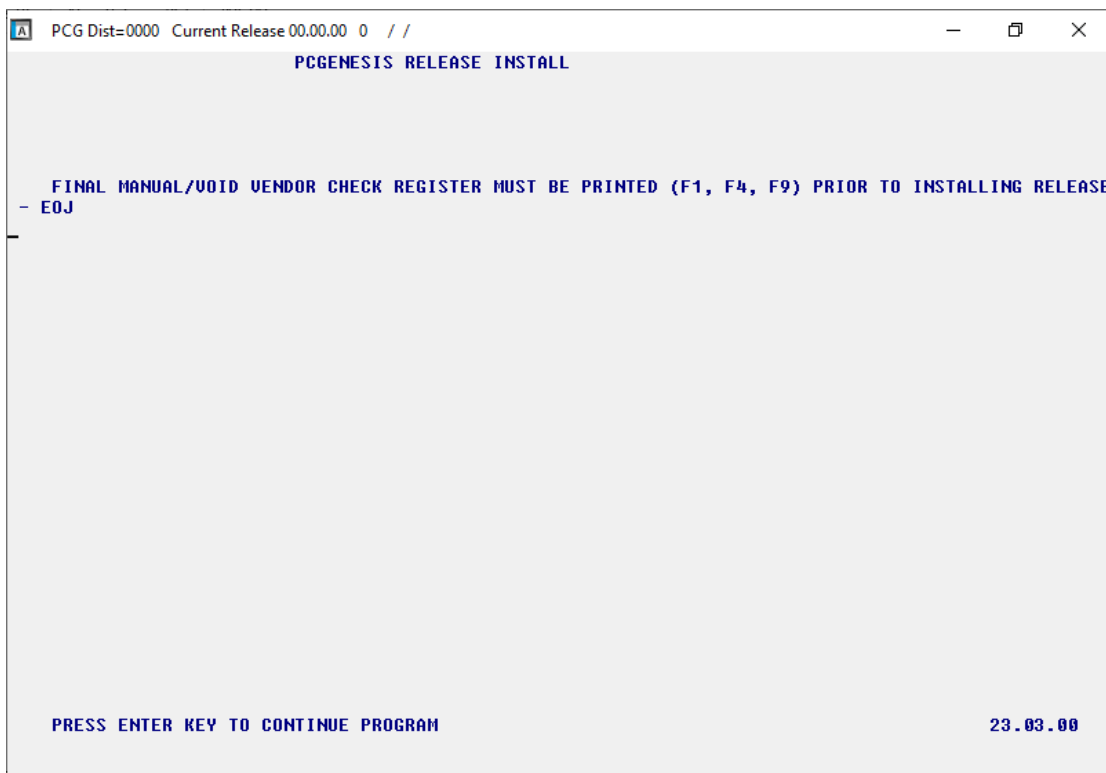 PCG Dist=0000 Current Release 00.00.00 0 / /
PCGENESIS RELEASE INSTALL
FINAL MANUAL/VOID VENDOR CHECK REGISTER MUST BE PRINTED (F1, F4, F9) PRIOR TO INSTALLING RELEASE
- EOJ
PRESS ENTER KEY TO CONTINUE PROGRAM 23.03.00